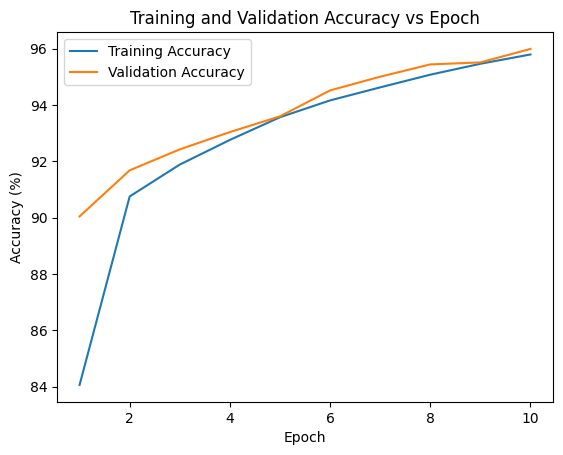 Training and Validation Accuracy vs Epoch
Training Accuracy
Validation Accuracy
Accuracy (%)
96
94
92
90
88
86
84
2 4 6 8 10
Epoch